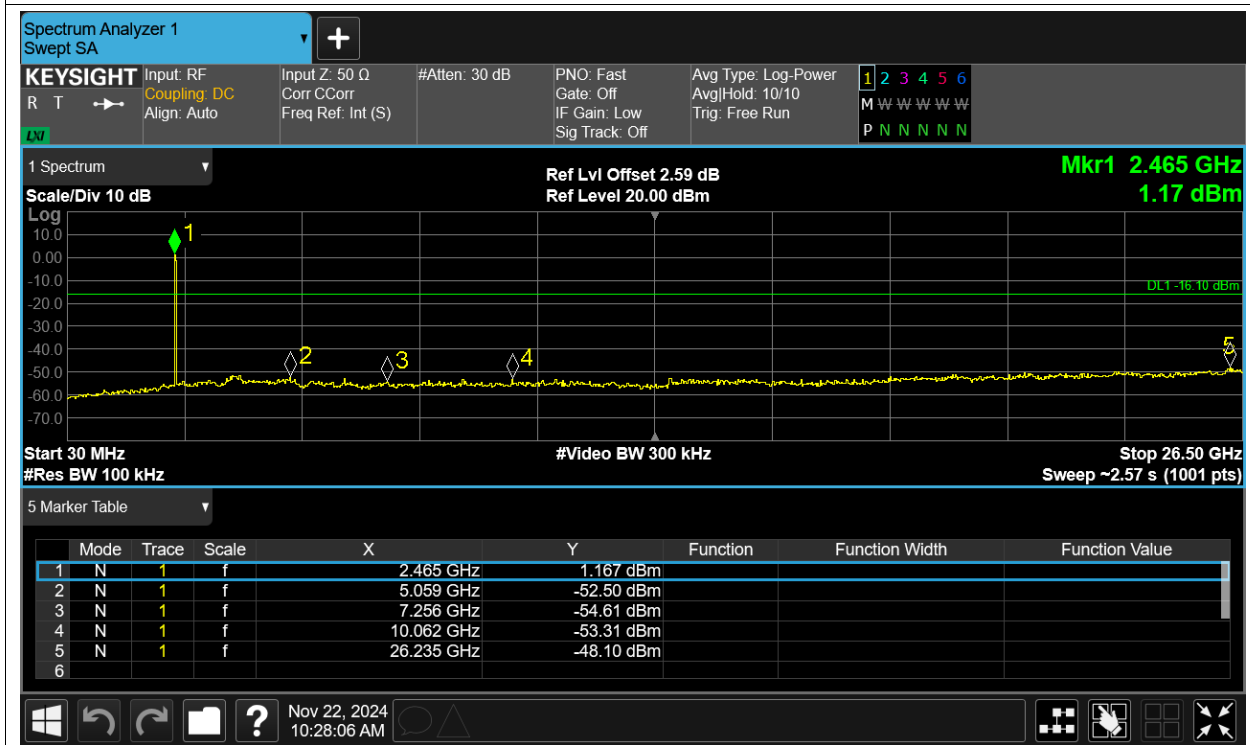 Spectrum Analyzer 1
Swept SA
KEYSIGHT
R T
LXI
Input: RF
Coupling: DC
Align: Auto
Input Z: 50 Ω
Corr CCorr
Freq Ref: Int (S)
#Atten: 30 dB
PNO: Fast
Gate: Off
IF Gain: Low
Sig Track: Off
Avg Type: Log-Power
Avg|Hold: 10/10
Trig: Free Run
1 2 3 4 5 6
M W W W W W
P N N N N N
1 Spectrum
Scale/Div 10 dB
Ref Lvl Offset 2.59 dB
Ref Level 20.00 dBm
Mkr1 2.465 GHz
1.17 dBm
Log
10.0
0.00
-10.0
-20.0
-30.0
-40.0
-50.0
-60.0
-70.0
1
2
3
4
5
DL1 -16.10 dBm
Start 30 MHz
#Video BW 300 kHz
Stop 26.50 GHz
#Res BW 100 kHz
Sweep ~2.57 s (1001 pts)
5 Marker Table
Mode Trace Scale X Y Function Function Width Function Value
1 N 1 f 2.465 GHz 1.167 dBm
2 N 1 f 5.059 GHz -52.50 dBm
3 N 1 f 7.256 GHz -54.61 dBm
4 N 1 f 10.062 GHz -53.31 dBm
5 N 1 f 26.235 GHz -48.10 dBm
6
?
Nov 22, 2024
10:28:06 AM